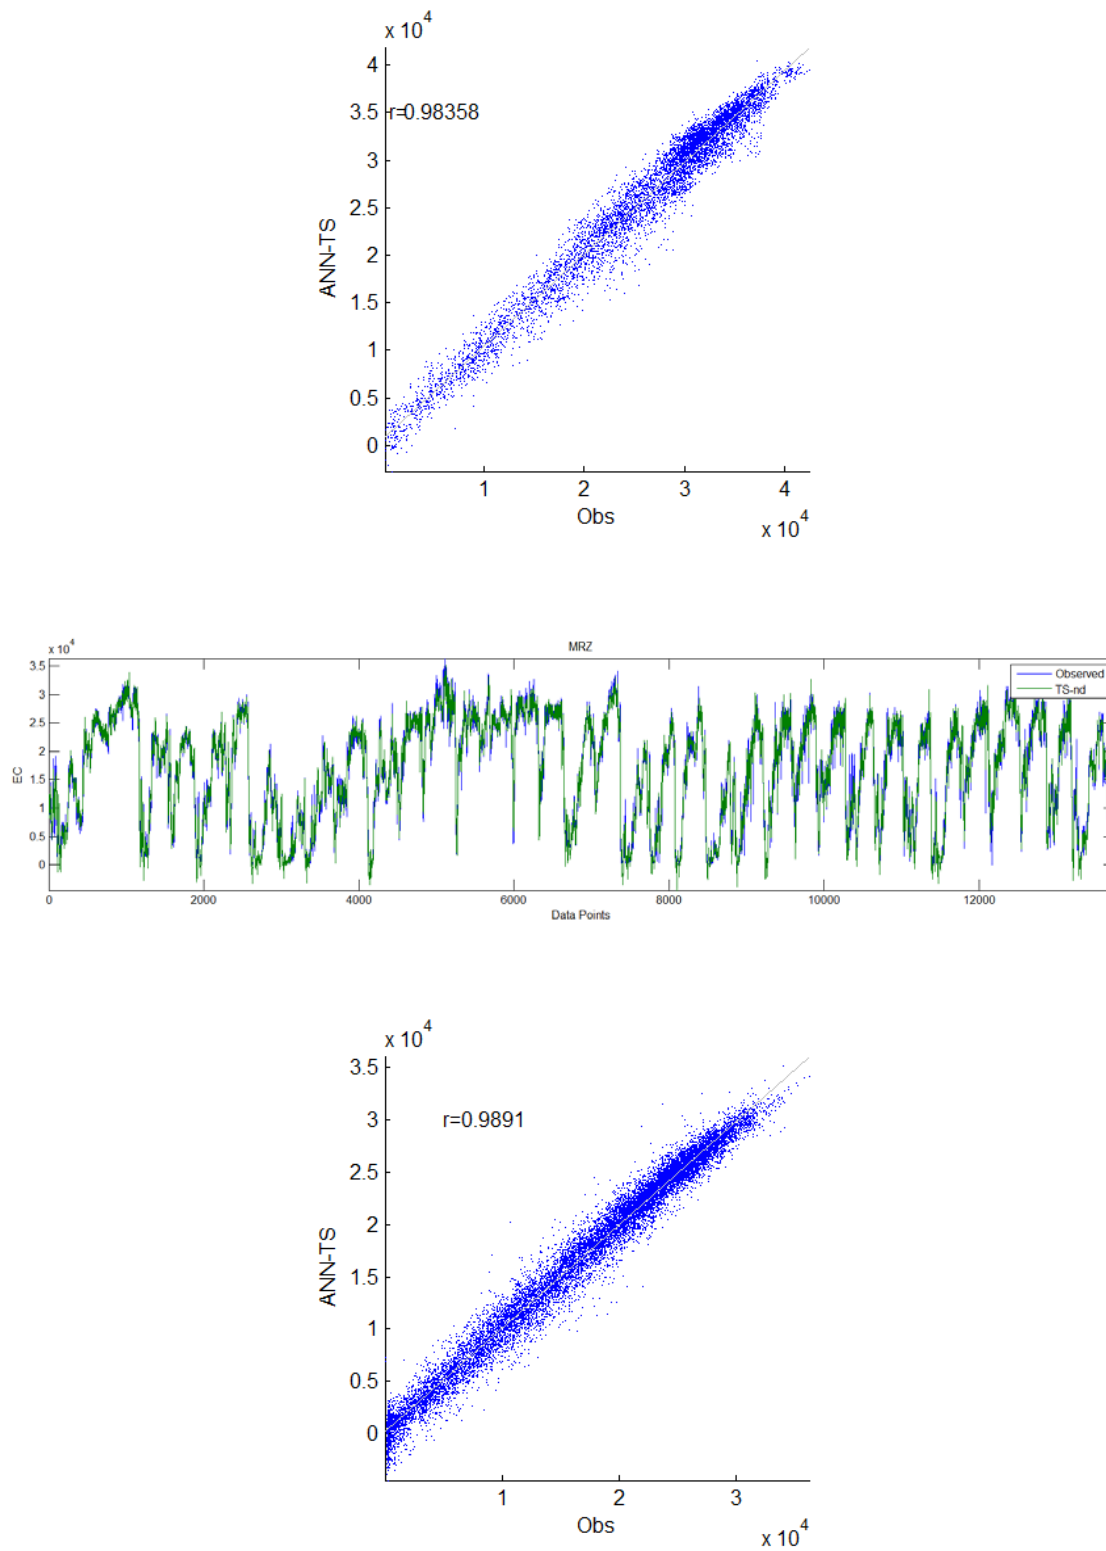 x 10^4
4
3.5
r=0.98358
3
2.5
2
1.5
1
0.5
0
ANN-TS
1 2 3 4
Obs
x 10^4
MRZ
x 10^4
3.5
3
2.5
2
1.5
1
0.5
0
EC
Observed
TS-nd
0 2000 4000 6000 8000 10000 12000
Data Points
x 10^4
3.5
r=0.9891
3
2.5
2
1.5
1
0.5
0
ANN-TS
1 2 3
Obs
x 10^4